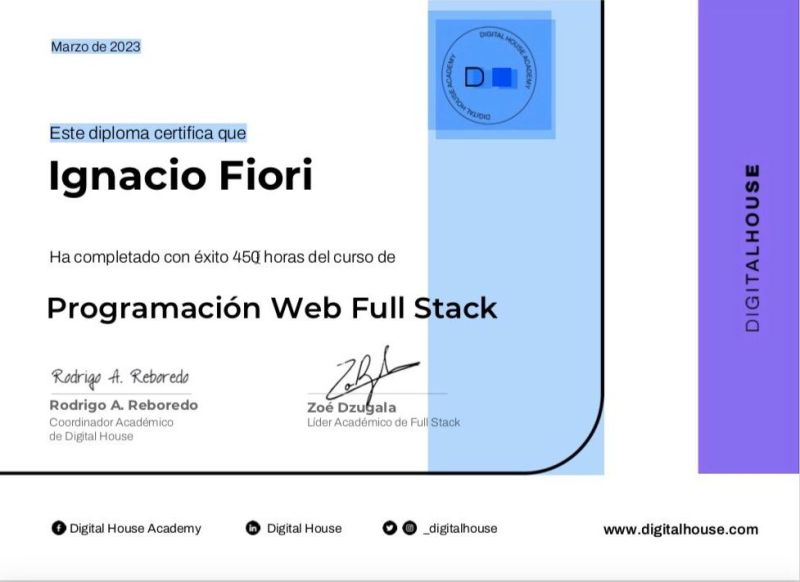 Marzo de 2023
DIGITAL HOUSE ACADEMY
DIGITAL HOUSE ACADEMY
D
Este diploma certifica que
Ignacio Fiori
Ha completado con éxito 450 horas del curso de
Programación Web Full Stack
Rodrigo A. Reboredo
Rodrigo A. Reboredo
Coordinador Académico
de Digital House
Zoé Dzugala
Líder Académico de Full Stack
DIGITALHOUSE
Digital House Academy
Digital House
_digitalhouse
www.digitalhouse.com